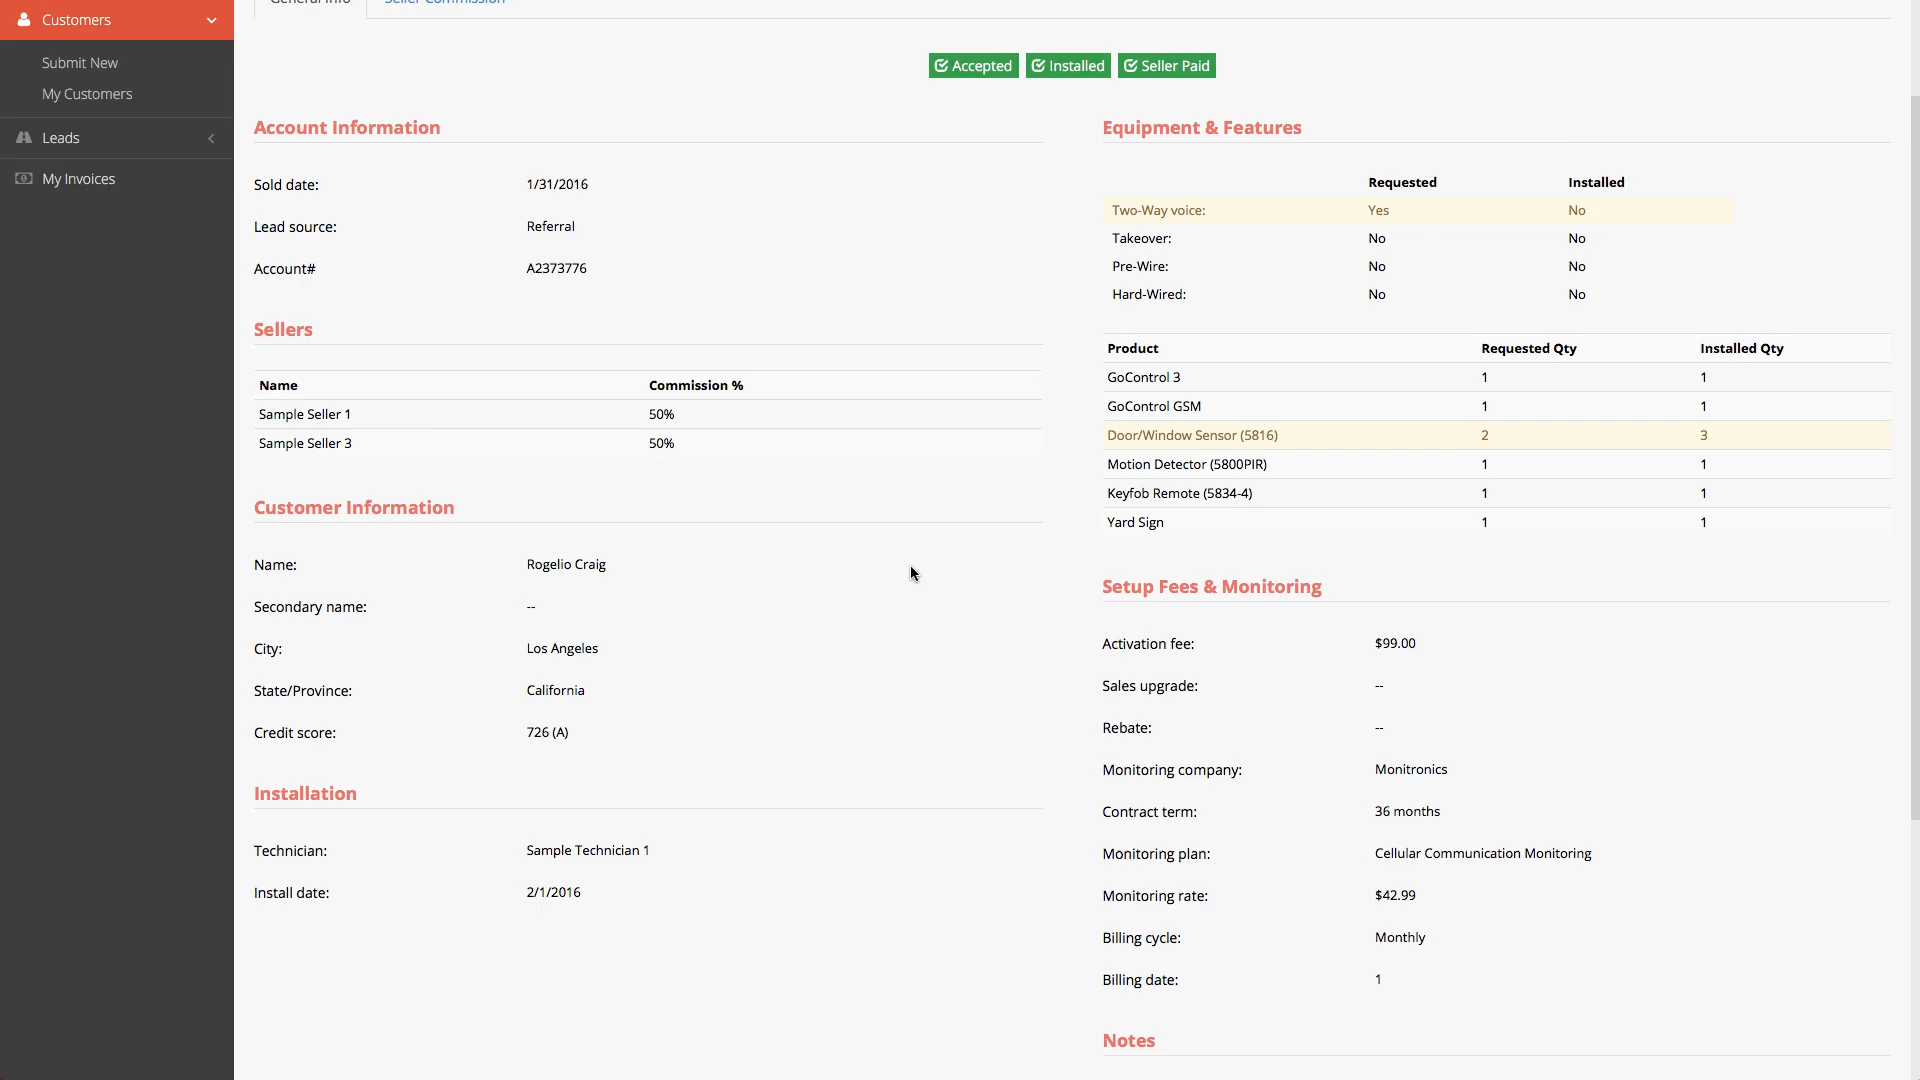 General Info Seller Commission
Customers
Submit New
My Customers
Leads
My Invoices
Accepted Installed Seller Paid
Account Information
Sold date: 1/31/2016
Lead source: Referral
Account# A2373776
Sellers
Name Commission %
Sample Seller 1 50%
Sample Seller 3 50%
Customer Information
Name: Rogelio Craig
Secondary name: --
City: Los Angeles
State/Province: California
Credit score: 726 (A)
Installation
Technician: Sample Technician 1
Install date: 2/1/2016
Equipment & Features
Requested Installed
Two-Way voice: Yes No
Takeover: No No
Pre-Wire: No No
Hard-Wired: No No
Product Requested Qty Installed Qty
GoControl 3 1 1
GoControl GSM 1 1
Door/Window Sensor (5816) 2 3
Motion Detector (5800PIR) 1 1
Keyfob Remote (5834-4) 1 1
Yard Sign 1 1
Setup Fees & Monitoring
Activation fee: $99.00
Sales upgrade: --
Rebate: --
Monitoring company: Monitronics
Contract term: 36 months
Monitoring plan: Cellular Communication Monitoring
Monitoring rate: $42.99
Billing cycle: Monthly
Billing date: 1
Notes